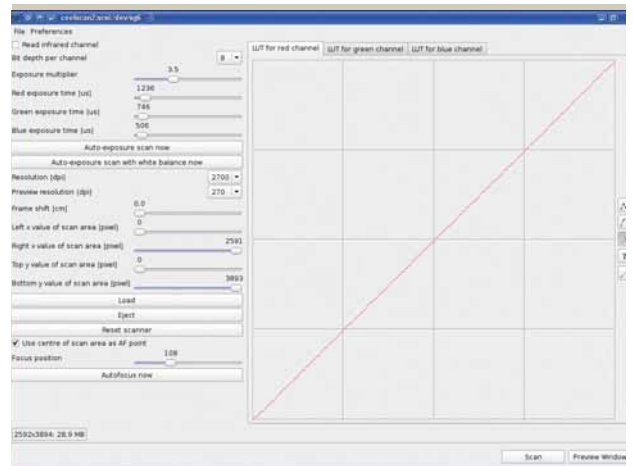 File Preferences
Read infrared channel
Bit depth per channel 8
Exposure multiplier 3.5
Red exposure time (us) 1236
Green exposure time (us) 746
Blue exposure time (us) 506
Auto-exposure scan now
Auto-exposure scan with white balance now
Resolution (dpi) 2700
Preview resolution (dpi) 270
Frame shift (cm) 0.0
Left x value of scan area (pixel) 0
Right x value of scan area (pixel) 2591
Top y value of scan area (pixel) 0
Bottom y value of scan area (pixel) 3893
Load
Eject
Reset scanner
Use centre of scan area as AF point
Focus position 108
Autofocus now
2592x3894: 28.9 MB
LUT for red channel LUT for green channel LUT for blue channel
Scan Preview Window